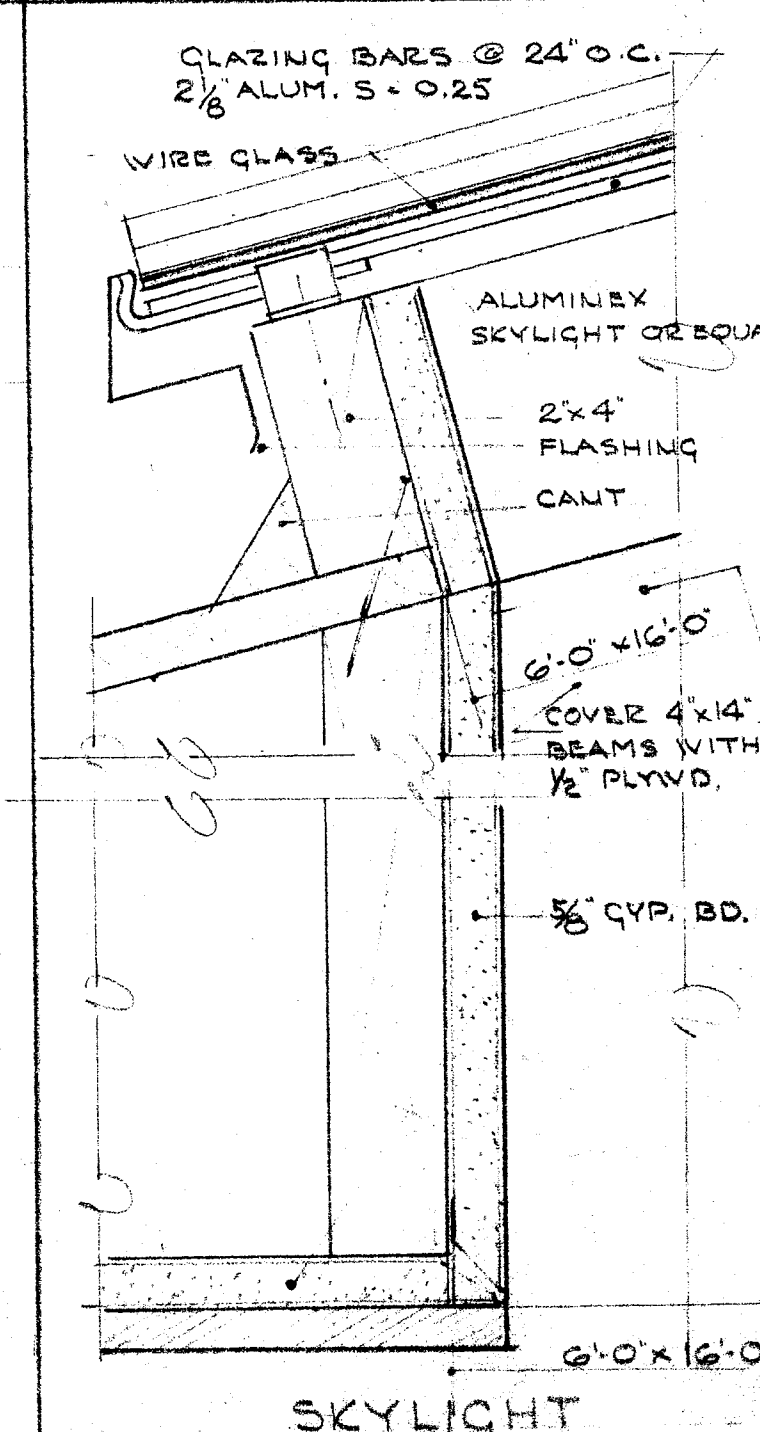 GLAZING BARS @ 24" O.C.
2 1/8" ALUM. S = 0.25
WIRE GLASS
ALUMINEX
SKYLIGHT OR EQUA
2"x4"
FLASHING
CANT
6'-0" x 16'-0"
COVER 4"x14"
BEAMS WITH
1/2" PLYWD.
5/8" GYP. BD.
6'-0" x 16'-0
SKYLIGHT